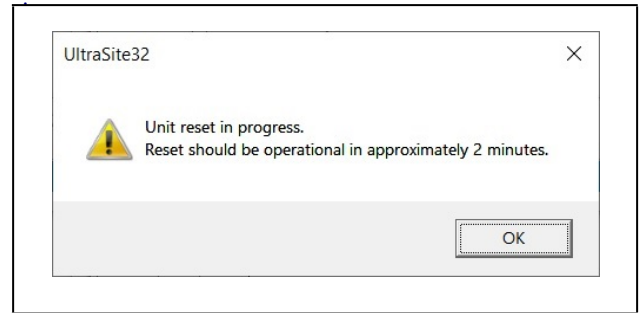 UltraSite32
Unit reset in progress.
Reset should be operational in approximately 2 minutes.
OK